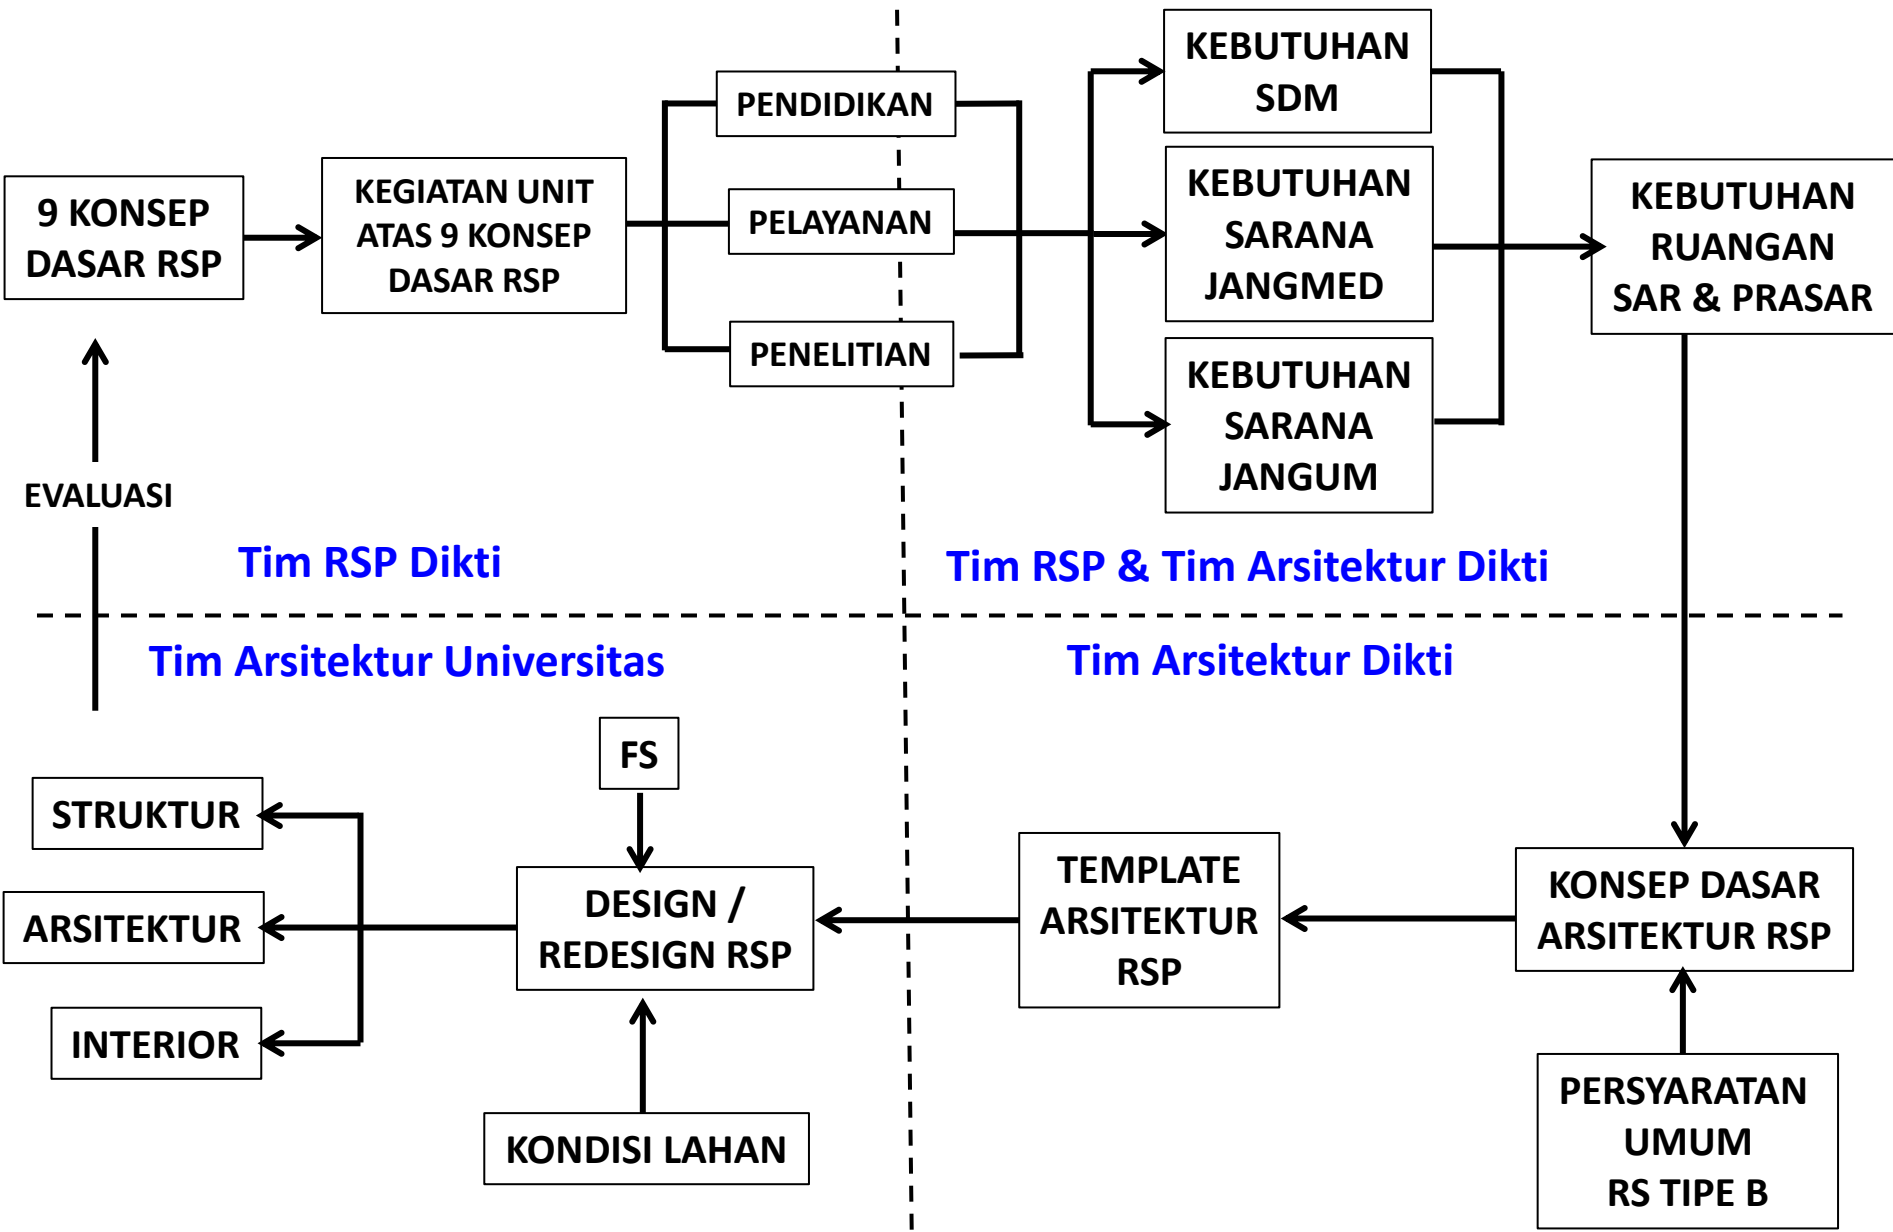 9 KONSEP
DASAR RSP
KEGIATAN UNIT
ATAS 9 KONSEP
DASAR RSP
PENDIDIKAN
PELAYANAN
PENELITIAN
KEBUTUHAN
SDM
KEBUTUHAN
SARANA
JANGMED
KEBUTUHAN
SARANA
JANGUM
KEBUTUHAN
RUANGAN
SAR & PRASAR
EVALUASI
Tim RSP Dikti
Tim RSP & Tim Arsitektur Dikti
Tim Arsitektur Universitas
Tim Arsitektur Dikti
FS
STRUKTUR
ARSITEKTUR
INTERIOR
DESIGN /
REDESIGN RSP
KONDISI LAHAN
TEMPLATE
ARSITEKTUR
RSP
KONSEP DASAR
ARSITEKTUR RSP
PERSYARATAN
UMUM
RS TIPE B